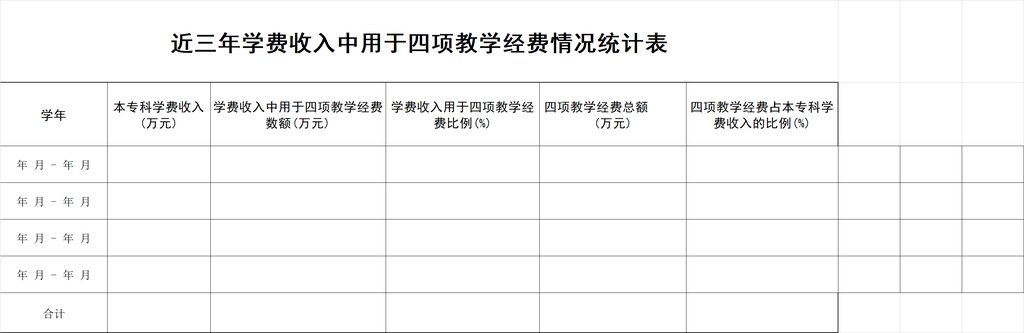 近三年学费收入中用于四项教学经费情况统计表
学年
本专科学费收入
(万元)
学费收入中用于四项教学经费
数额(万元)
学费收入用于四项教学经
费比例(%)
四项教学经费总额
(万元)
四项教学经费占本专科学
费收入的比例(%)
年 月 - 年 月
年 月 - 年 月
年 月 - 年 月
年 月 - 年 月
合计